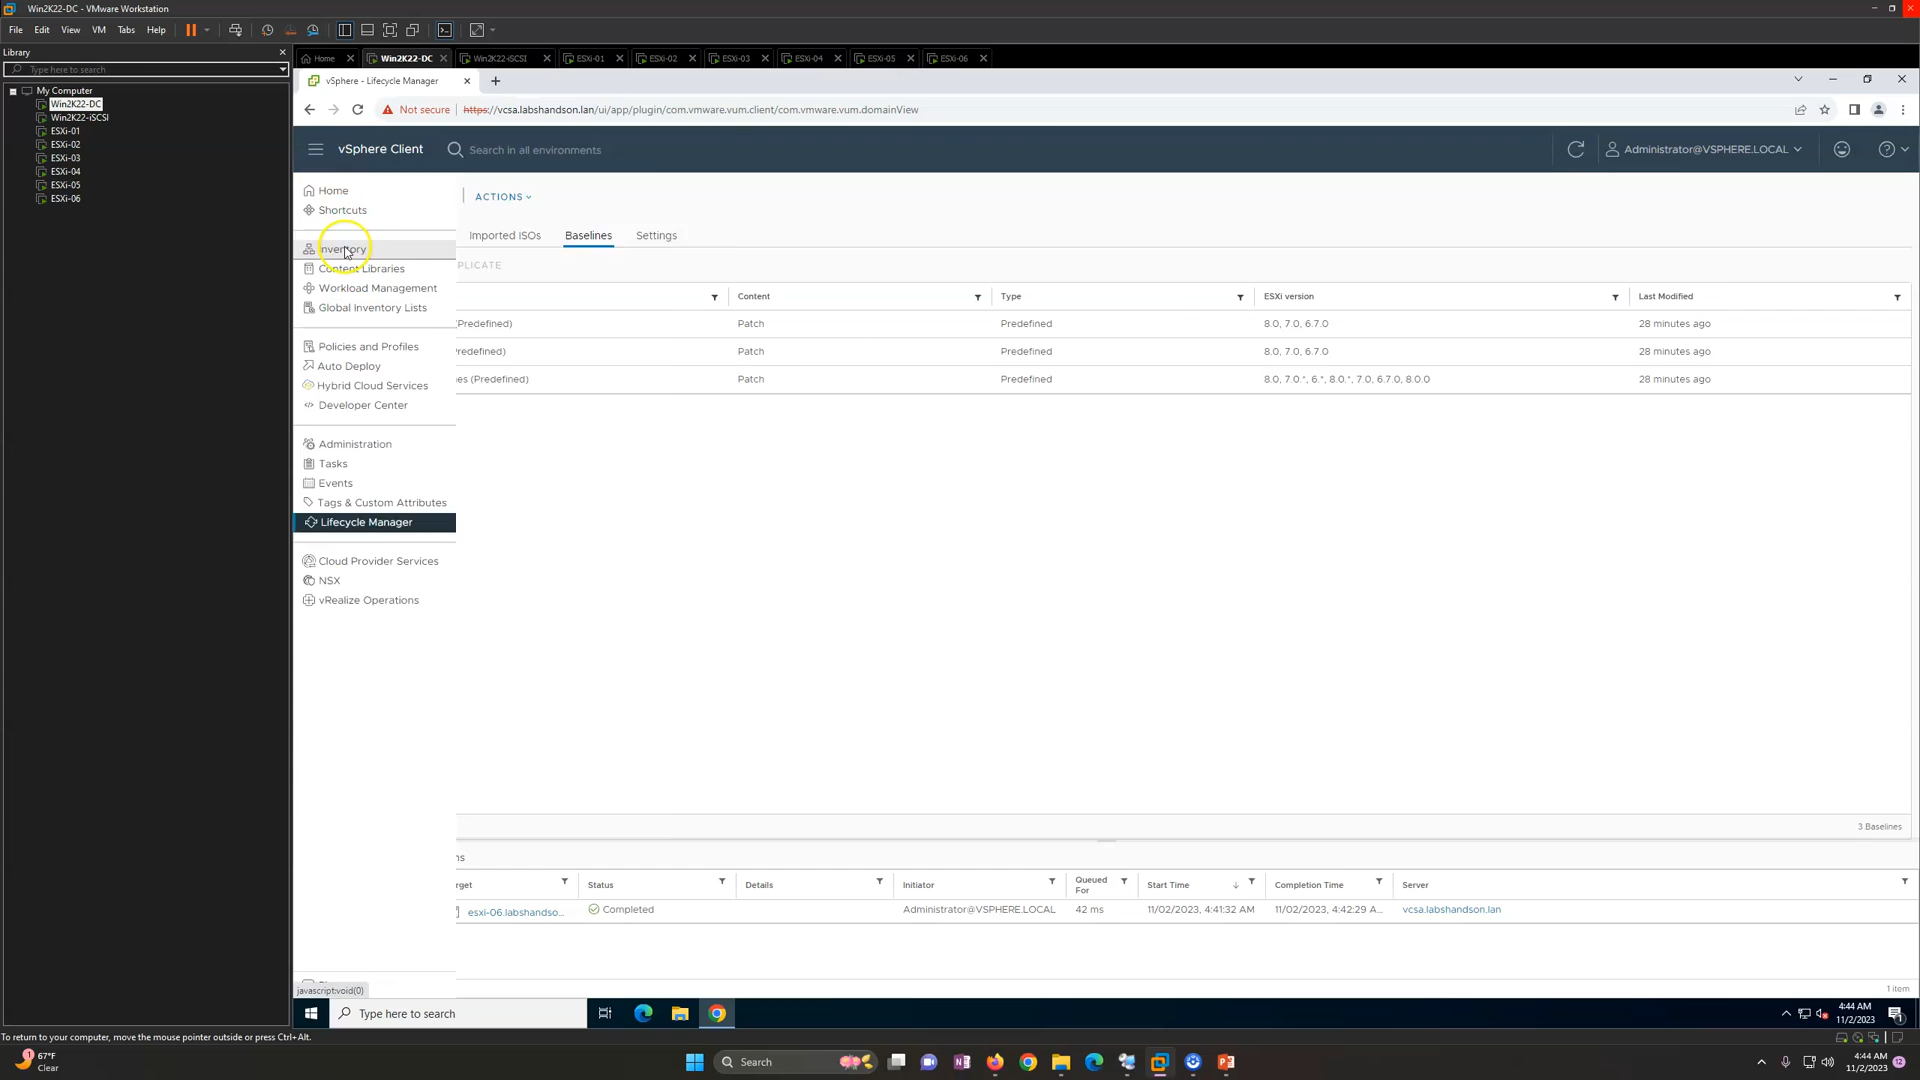 Win2K22-DC - VMware Workstation
File Edit View VM Tabs Help
Library
Type here to search
My Computer
Win2K22-DC
Win2K22-iSCSI
ESXi-01
ESXi-02
ESXi-03
ESXi-04
ESXi-05
ESXi-06
Home Win2K22-DC Win2K22-iSCSI ESXi-01 ESXi-02 ESXi-03 ESXi-04 ESXi-05 ESXi-06
vSphere - Lifecycle Manager
Not secure https://vcsa.labshandson.lan/ui/app/plugin/com.vmware.vum.client/com.vmware.vum.domainView
vSphere Client Search in all environments Administrator@VSPHERE.LOCAL
Home
Shortcuts
Inventory
Content Libraries
Workload Management
Global Inventory Lists
Policies and Profiles
Auto Deploy
Hybrid Cloud Services
Developer Center
Administration
Tasks
Events
Tags & Custom Attributes
Lifecycle Manager
Cloud Provider Services
NSX
vRealize Operations
javascript:void(0)
ACTIONS
Imported ISOs Baselines Settings
PLICATE
Content Type ESXi version Last Modified
(Predefined) Patch Predefined 8.0, 7.0, 6.7.0 28 minutes ago
redefined) Patch Predefined 8.0, 7.0, 6.7.0 28 minutes ago
es (Predefined) Patch Predefined 8.0, 7.0.*, 6.*, 8.0.*, 7.0, 6.7.0, 8.0.0 28 minutes ago
3 Baselines
ns
rget Status Details Initiator Queued For Start Time Completion Time Server
esxi-06.labshandso... Completed Administrator@VSPHERE.LOCAL 42 ms 11/02/2023, 4:41:32 AM 11/02/2023, 4:42:29 A... vcsa.labshandson.lan
1 item
Type here to search
4:44 AM
11/2/2023
1
To return to your computer, move the mouse pointer outside or press Ctrl+Alt.
1
67°F
Clear
Search
4:44 AM
11/2/2023
12